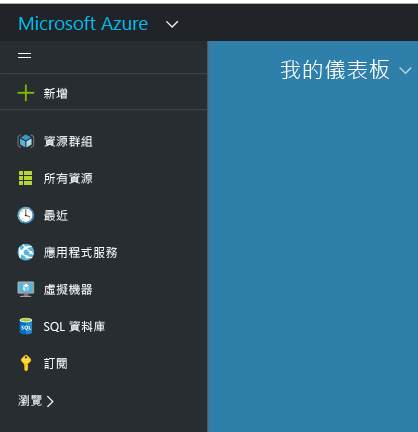 Microsoft Azure
我的儀表板
新增
資源群組
所有資源
最近
應用程式服務
虛擬機器
SQL 資料庫
訂閱
瀏覽